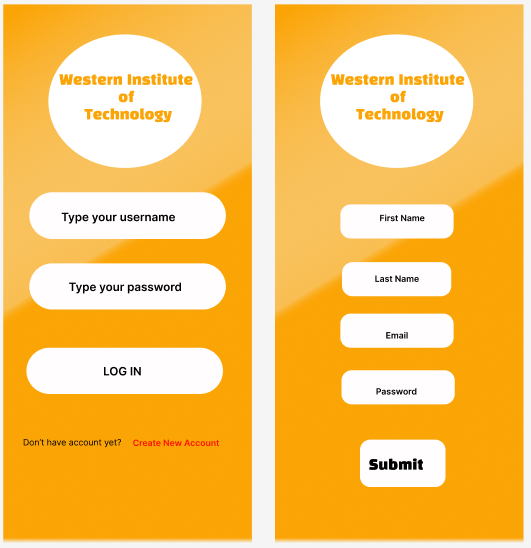 Western Institute
of
Technology
Type your username
Type your password
LOG IN
Don't have account yet? Create New Account
Western Institute
of
Technology
First Name
Last Name
Email
Password
Submit